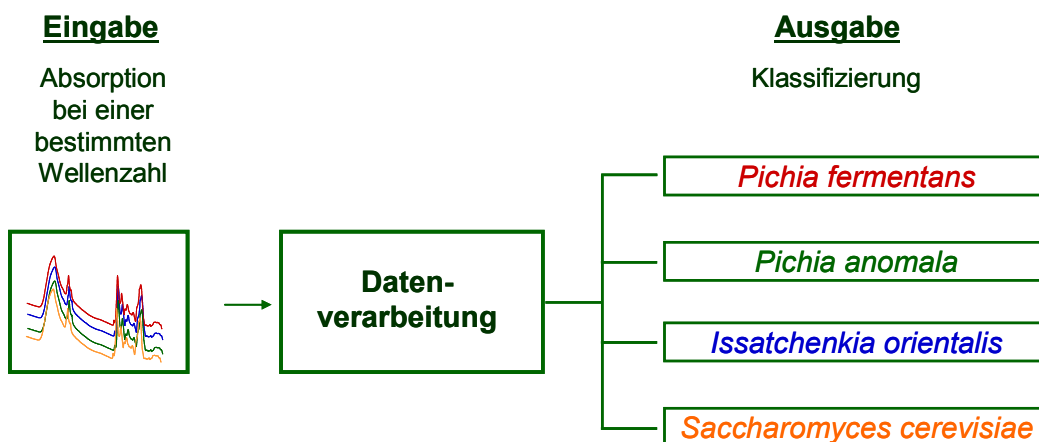 Eingabe
Absorption
bei einer
bestimmten
Wellenzahl
Daten-
verarbeitung
Ausgabe
Klassifizierung
Pichia fermentans
Pichia anomala
Issatchenkia orientalis
Saccharomyces cerevisiae